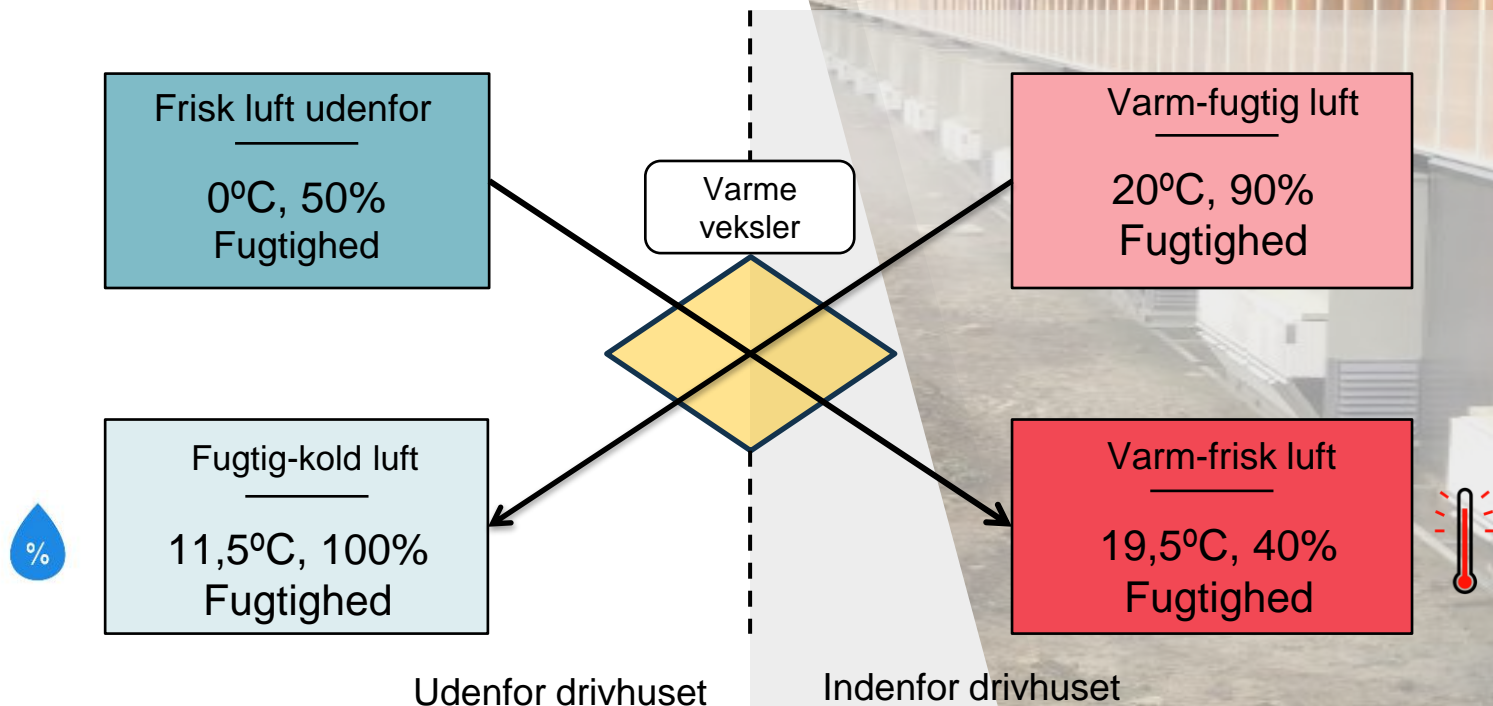 Frisk luft udenfor
0ºC, 50%
Fugtighed
Varme
veksler
Varm-fugtig luft
20ºC, 90%
Fugtighed
Fugtig-kold luft
11,5ºC, 100%
Fugtighed
%
Varm-frisk luft
19,5ºC, 40%
Fugtighed
Udenfor drivhuset
Indenfor drivhuset